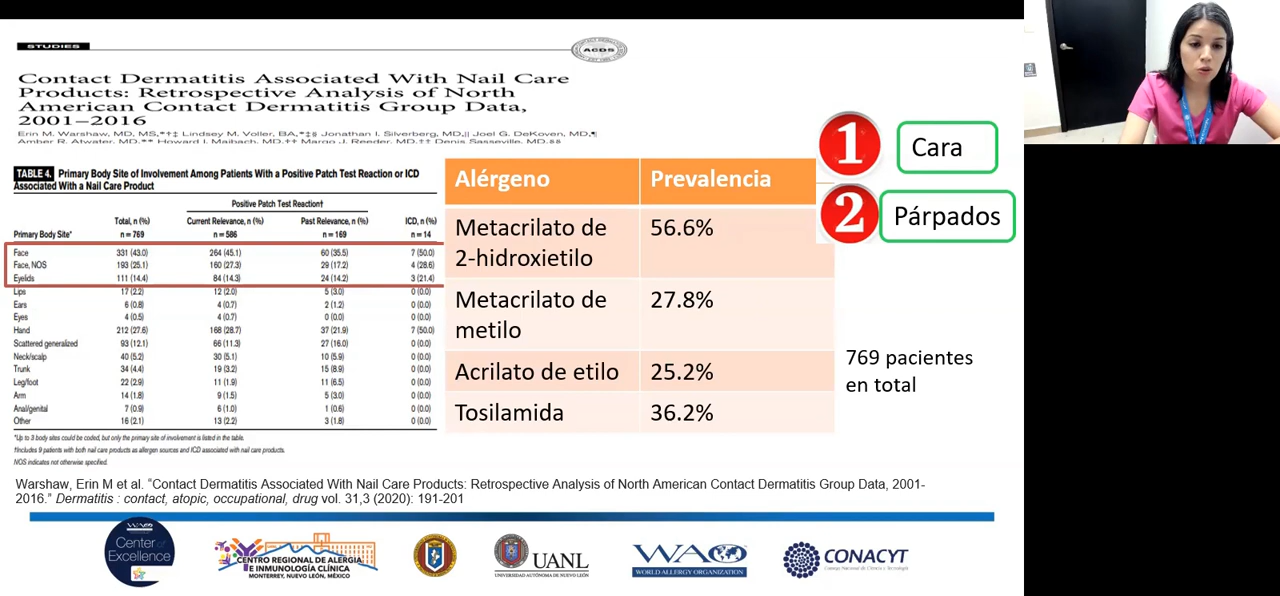 STUDIES
ACDS
Contact Dermatitis Associated With Nail Care
Products: Retrospective Analysis of North
American Contact Dermatitis Group Data,
2001–2016
Erin M. Warshaw, MD, MS,*†‡ Lindsey M. Voller, BA,*‡§ Jonathan I. Silverberg, MD,|| Joel G. DeKoven, MD,¶
Amber R. Atwater, MD,** Howard I. Maibach, MD,†† Margo J. Reeder, MD,‡‡ Denis Sasseville, MD,§§
TABLE 4. Primary Body Site of Involvement Among Patients With a Positive Patch Test Reaction or ICD
Associated With a Nail Care Product
Positive Patch Test Reaction†
Total, n (%) Current Relevance, n (%) Past Relevance, n (%) ICD, n (%)
Primary Body Site* n = 769 n = 586 n = 169 n = 14
Face 331 (43.0) 264 (45.1) 60 (35.5) 7 (50.0)
Face, NOS 193 (25.1) 160 (27.3) 29 (17.2) 4 (28.6)
Eyelids 111 (14.4) 84 (14.3) 24 (14.2) 3 (21.4)
Lips 17 (2.2) 12 (2.0) 5 (3.0) 0 (0.0)
Ears 6 (0.8) 4 (0.7) 2 (1.2) 0 (0.0)
Eyes 4 (0.5) 4 (0.7) 0 (0.0) 0 (0.0)
Hand 212 (27.6) 168 (28.7) 37 (21.9) 7 (50.0)
Scattered generalized 93 (12.1) 66 (11.3) 27 (16.0) 0 (0.0)
Neck/scalp 40 (5.2) 30 (5.1) 10 (5.9) 0 (0.0)
Trunk 34 (4.4) 19 (3.2) 15 (8.9) 0 (0.0)
Leg/foot 22 (2.9) 11 (1.9) 11 (6.5) 0 (0.0)
Arm 14 (1.8) 9 (1.5) 5 (3.0) 0 (0.0)
Anal/genital 7 (0.9) 6 (1.0) 1 (0.6) 0 (0.0)
Other 16 (2.1) 13 (2.2) 3 (1.8) 0 (0.0)
*Up to 3 body sites could be coded, but only the primary site of involvement is listed in the table.
†Includes 9 patients with both nail care products as allergen sources and ICD associated with nail care products.
NOS indicates not otherwise specified.
Alérgeno Prevalencia
Metacrilato de 56.6%
2-hidroxietilo
Metacrilato de 27.8%
metilo
Acrilato de etilo 25.2%
Tosilamida 36.2%
1 Cara
2 Párpados
769 pacientes
en total
Warshaw, Erin M et al. “Contact Dermatitis Associated With Nail Care Products: Retrospective Analysis of North American Contact Dermatitis Group Data, 2001-
2016.” Dermatitis : contact, atopic, occupational, drug vol. 31,3 (2020): 191-201
WAO
Center of
Excellence
CENTRO REGIONAL DE ALERGIA
E INMUNOLOGÍA CLÍNICA
MONTERREY, NUEVO LEÓN, MÉXICO
UANL
UNIVERSIDAD AUTÓNOMA DE NUEVO LEÓN
WAO
WORLD ALLERGY ORGANIZATION
CONACYT
Consejo Nacional de Ciencia y Tecnología